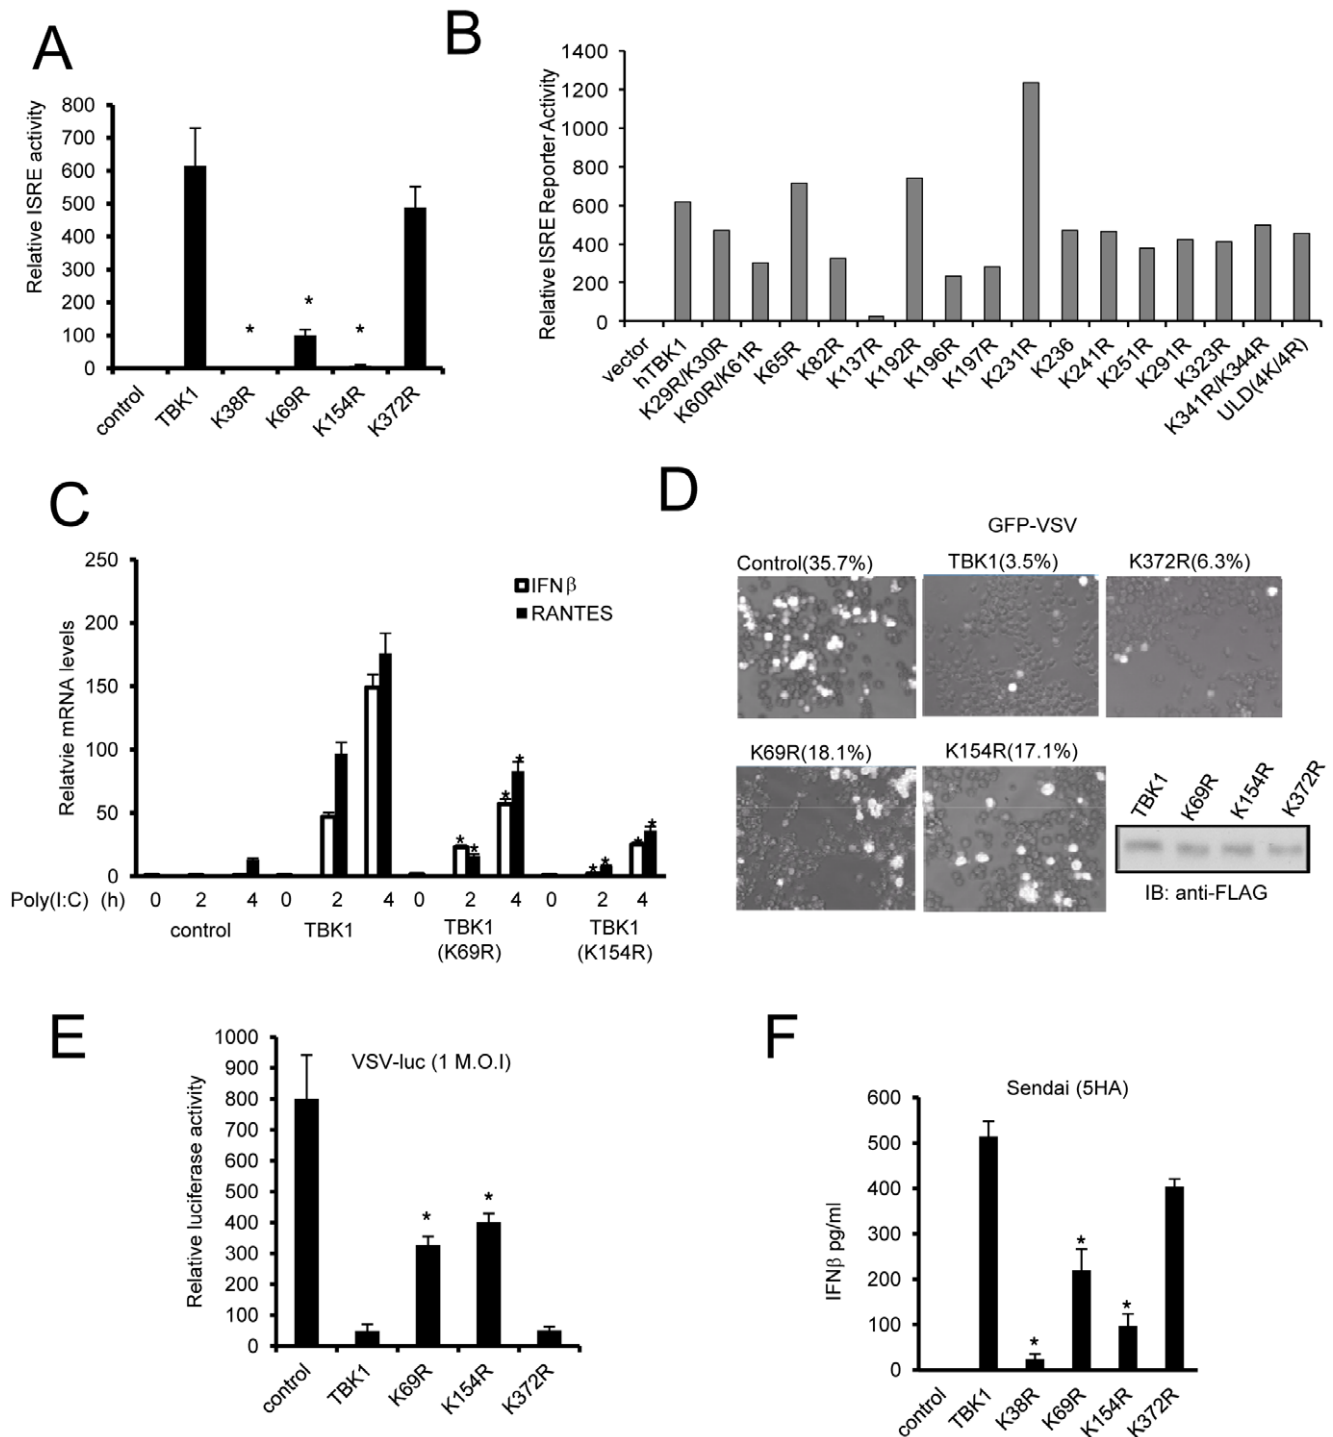 A
Relative ISRE activity
800
700
600
500
400
300
200
100
0
*
*
*
control
TBK1
K38R
K69R
K154R
K372R
B
Relative ISRE Reporter Activity
1400
1200
1000
800
600
400
200
0
vector
hTBK1
K29R/K30R
K60R/K61R
K65R
K82R
K137R
K192R
K196R
K197R
K231R
K236
K241R
K251R
K291R
K323R
K341R/K344R
ULD(4K/4R)
C
Relatvie mRNA levels
250
200
150
100
50
0
IFNβ
RANTES
* * * * * * * *
Poly(I:C) (h) 0 2 4 0 2 4 0 2 4 0 2 4
control TBK1 TBK1 TBK1
(K69R) (K154R)
D
GFP-VSV
Control(35.7%) TBK1(3.5%) K372R(6.3%)
K69R(18.1%) K154R(17.1%)
TBK1
K69R
K154R
K372R
IB: anti-FLAG
E
VSV-luc (1 M.O.I)
Relative luciferase activity
1000
900
800
700
600
500
400
300
200
100
0
*
*
control
TBK1
K69R
K154R
K372R
F
Sendai (5HA)
IFNβ pg/ml
600
500
400
300
200
100
0
*
*
*
control
TBK1
K38R
K69R
K154R
K372R